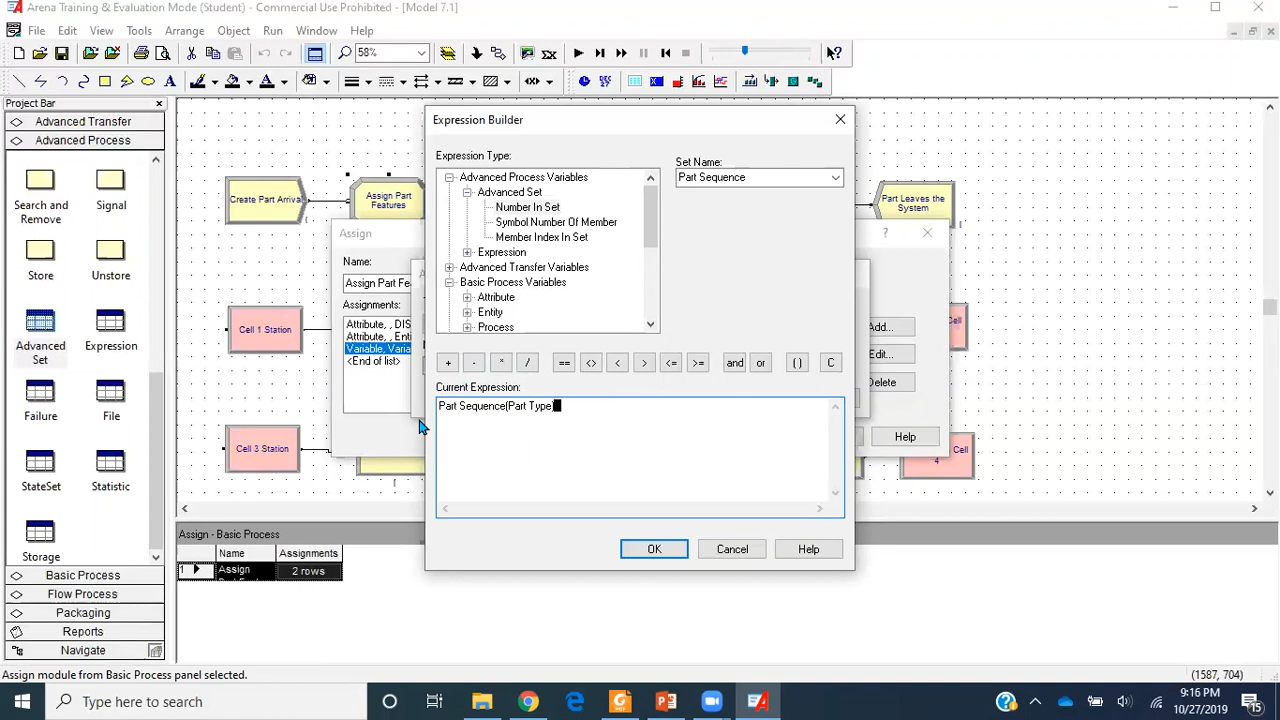 Arena Training & Evaluation Mode (Student) - Commercial Use Prohibited - [Model 7.1]
File Edit View Tools Arrange Object Run Window Help
58%
Project Bar
Advanced Transfer
Advanced Process
Search and Remove
Signal
Store
Unstore
Advanced Set
Expression
Failure
File
StateSet
Statistic
Storage
Basic Process
Flow Process
Packaging
Reports
Navigate
Create Part Arriva
Assign Part Features
Part Leaves the System
Cell 1 Station
Cell 3 Station
Cell
Cell 4
Assign
?
Name:
Assign Part Fea
Assignments:
Attribute, , DIS
Attribute, , Enti
Variable, Varia
<End of list>
Add...
Edit...
Delete
Help
Expression Builder
Expression Type:
Advanced Process Variables
Advanced Set
Number In Set
Symbol Number Of Member
Member Index In Set
Expression
Advanced Transfer Variables
Basic Process Variables
Attribute
Entity
Process
Set Name:
Part Sequence
+ - * / == <> < > <= >= and or ( ) C
Current Expression:
Part Sequence(Part Type)
OK Cancel Help
Assign - Basic Process
Name Assignments
1 Assign 2 rows
Assign module from Basic Process panel selected.
(1587, 704)
Type here to search
9:16 PM
10/27/2019
15